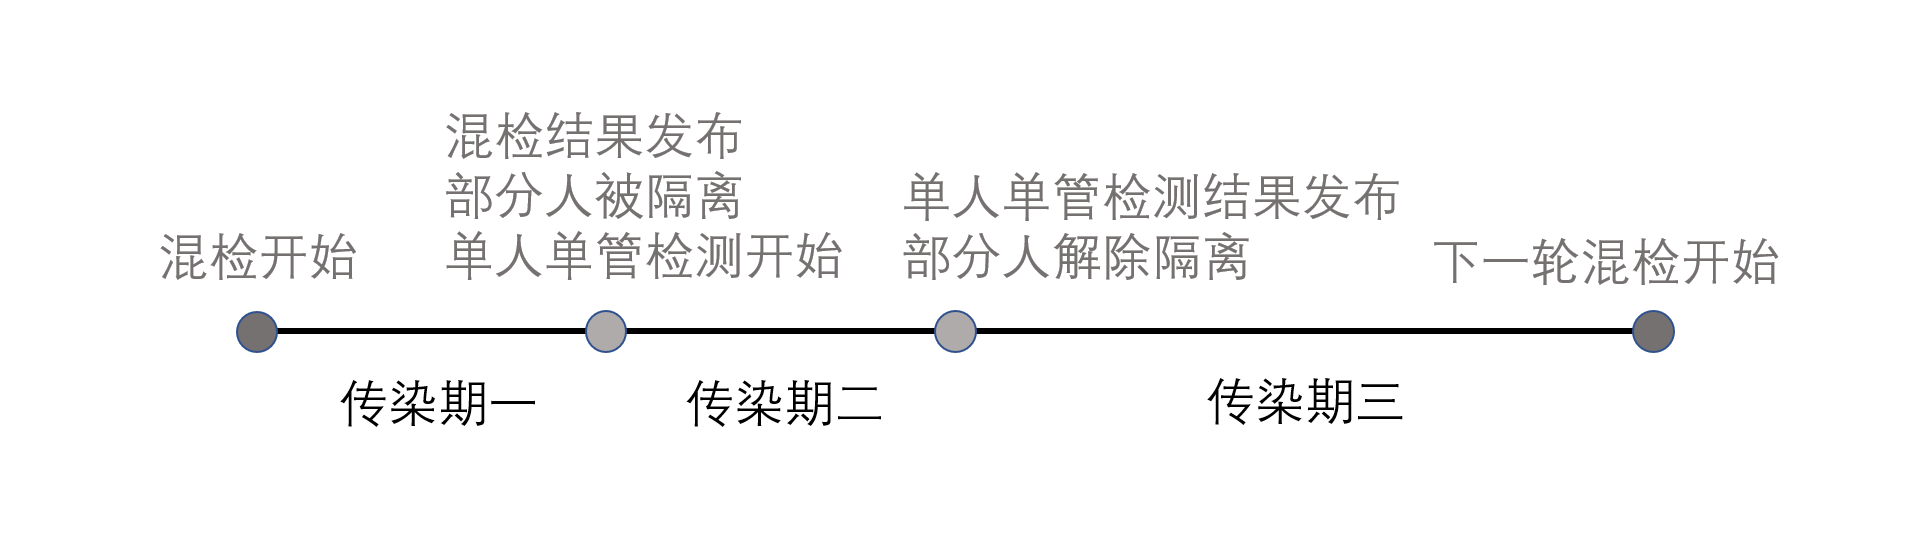 混检开始
混检结果发布
部分人被隔离
单人单管检测开始
单人单管检测结果发布
部分人解除隔离
下一轮混检开始
传染期一
传染期二
传染期三